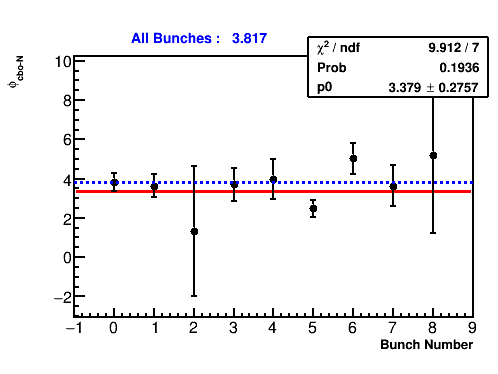 All Bunches : 3.817
χ² / ndf 9.912 / 7
Prob 0.1936
p0 3.379 ± 0.2757
ϕcbo-N
10
8
6
4
2
0
−2
−1 0 1 2 3 4 5 6 7 8 9
Bunch Number